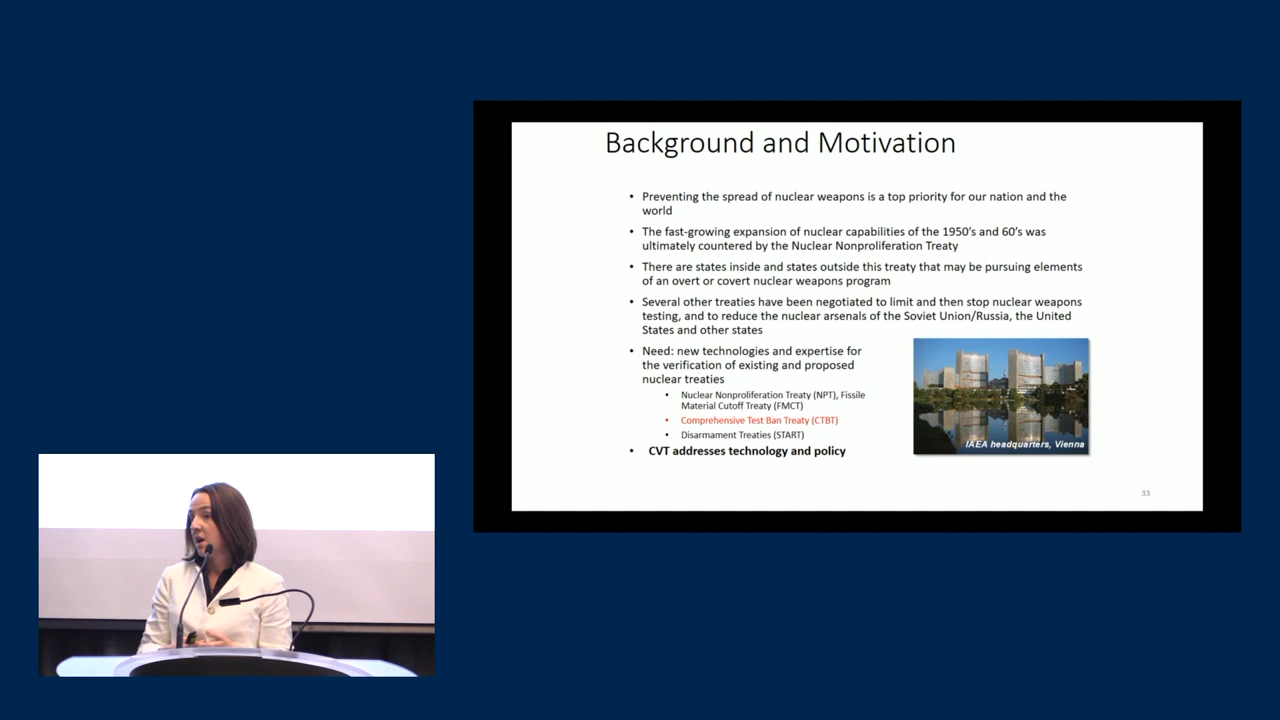 Background and Motivation
• Preventing the spread of nuclear weapons is a top priority for our nation and the
world
• The fast-growing expansion of nuclear capabilities of the 1950's and 60's was
ultimately countered by the Nuclear Nonproliferation Treaty
• There are states inside and states outside this treaty that may be pursuing elements
of an overt or covert nuclear weapons program
• Several other treaties have been negotiated to limit and then stop nuclear weapons
testing, and to reduce the nuclear arsenals of the Soviet Union/Russia, the United
States and other states
• Need: new technologies and expertise for
the verification of existing and proposed
nuclear treaties
• Nuclear Nonproliferation Treaty (NPT), Fissile
Material Cutoff Treaty (FMCT)
• Comprehensive Test Ban Treaty (CTBT)
• Disarmament Treaties (START)
• CVT addresses technology and policy
IAEA headquarters, Vienna
33